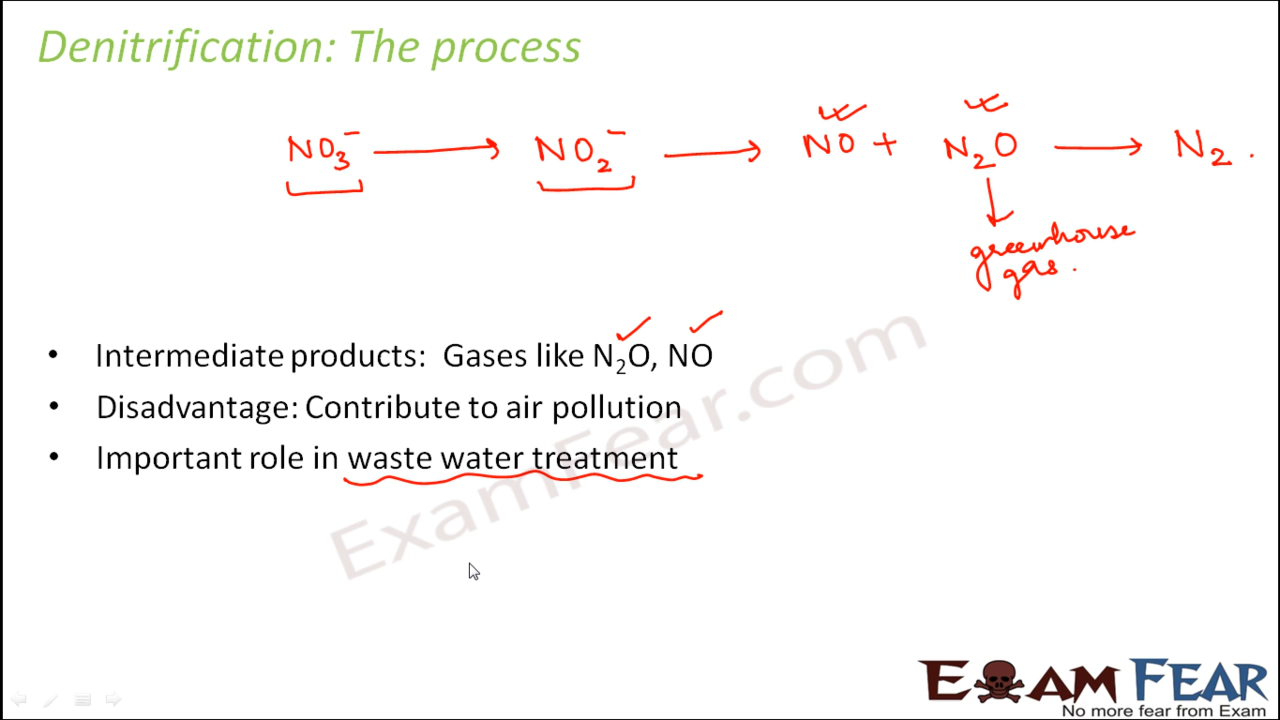 Denitrification: The process
NO₃⁻ → NO₂⁻ → NO + N₂O → N₂.
↓
greenhouse
gas.
• Intermediate products: Gases like N₂O, NO
• Disadvantage: Contribute to air pollution
• Important role in waste water treatment
ExamFear.com
EXAM FEAR
No more fear from Exam